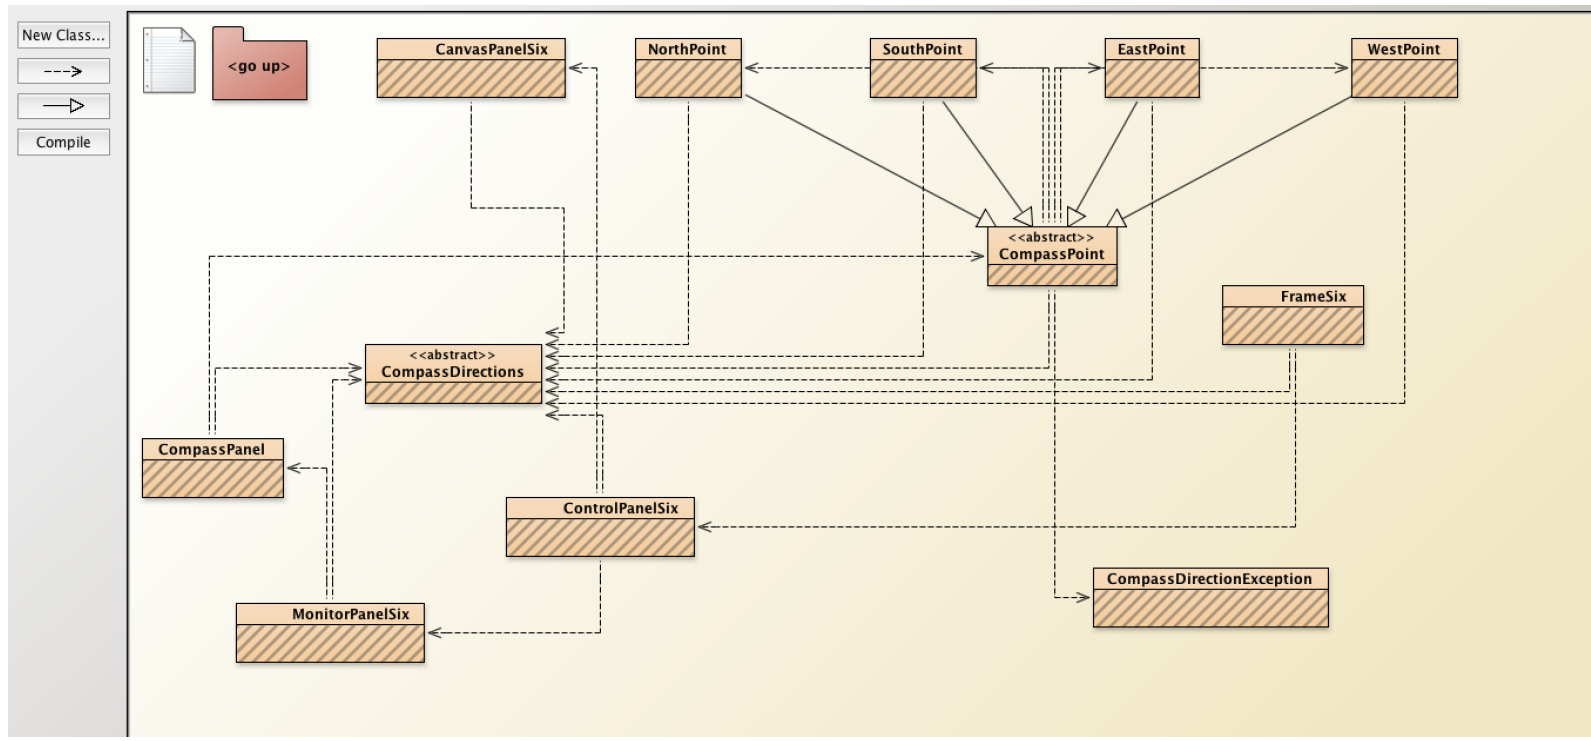 New Class...
Compile
<go up>
CanvasPanelSix
NorthPoint
SouthPoint
EastPoint
WestPoint
<<abstract>>
CompassPoint
FrameSix
<<abstract>>
CompassDirections
CompassPanel
ControlPanelSix
CompassDirectionException
MonitorPanelSix